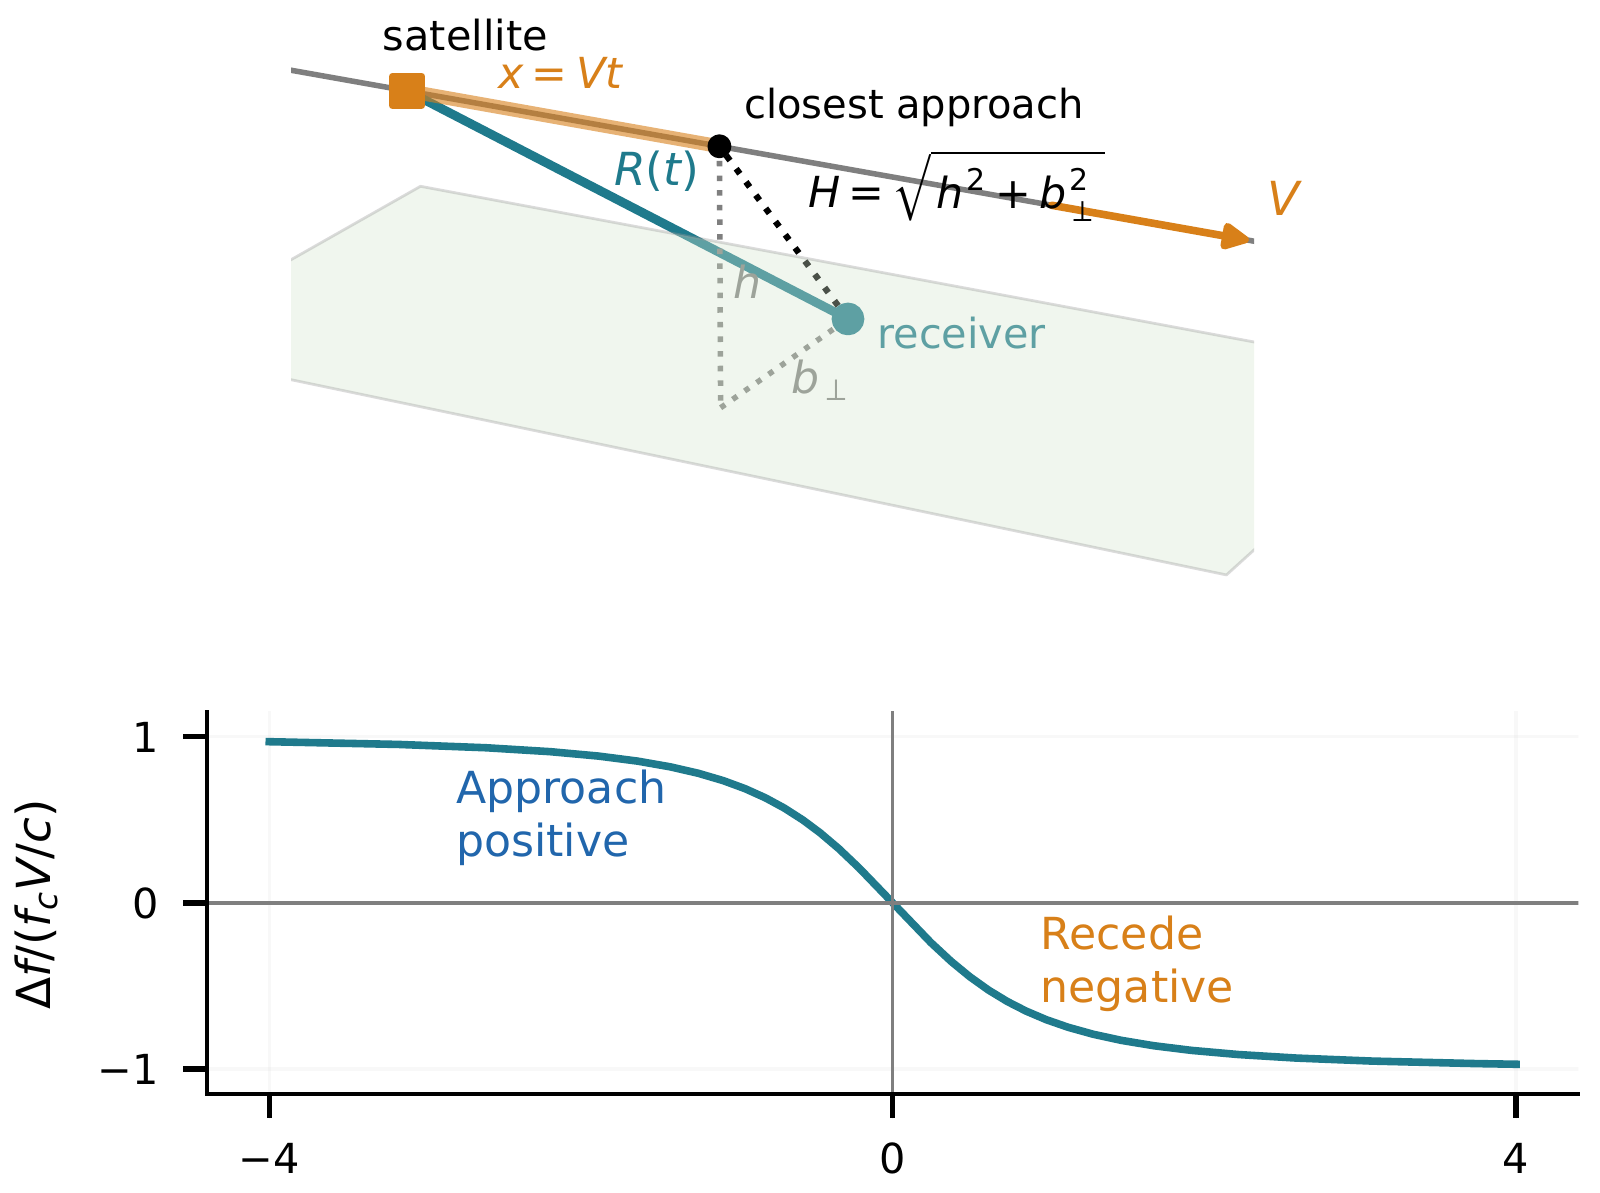 satellite
x = Vt
closest approach
R(t)
H = √(h² + b⊥²)
V
h
receiver
b⊥
1
Approach
positive
Δf/(f_cV/c)
0
Recede
negative
−1
−4
0
4